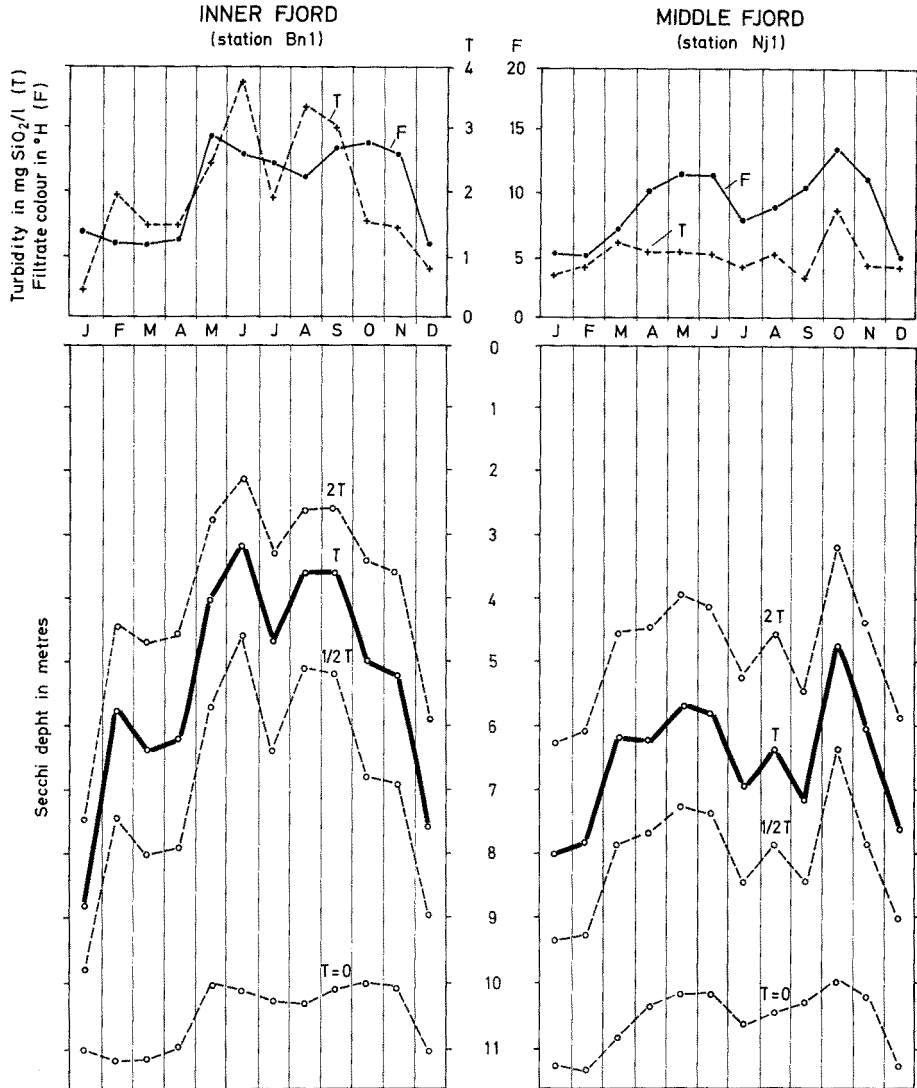 INNER FJORD
(station Bn1)
MIDDLE FJORD
(station Nj1)
Turbidity in mg SiO₂/l (T)
Filtrate colour in °H (F)
T F
4 20
3 15
2 10
1 5
0 0
T
F
F
T
J F M A M J J A S O N D
J F M A M J J A S O N D
Secchi depht in metres
0
1
2
3
4
5
6
7
8
9
10
11
2T
T
1/2T
T=0
2T
T
1/2T
T=0